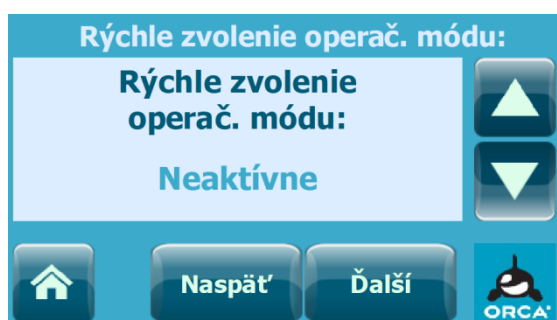 Rýchle zvolenie operač. módu:
Rýchle zvolenie
operač. módu:
Neaktívne
Naspäť
Ďalší
ORCA